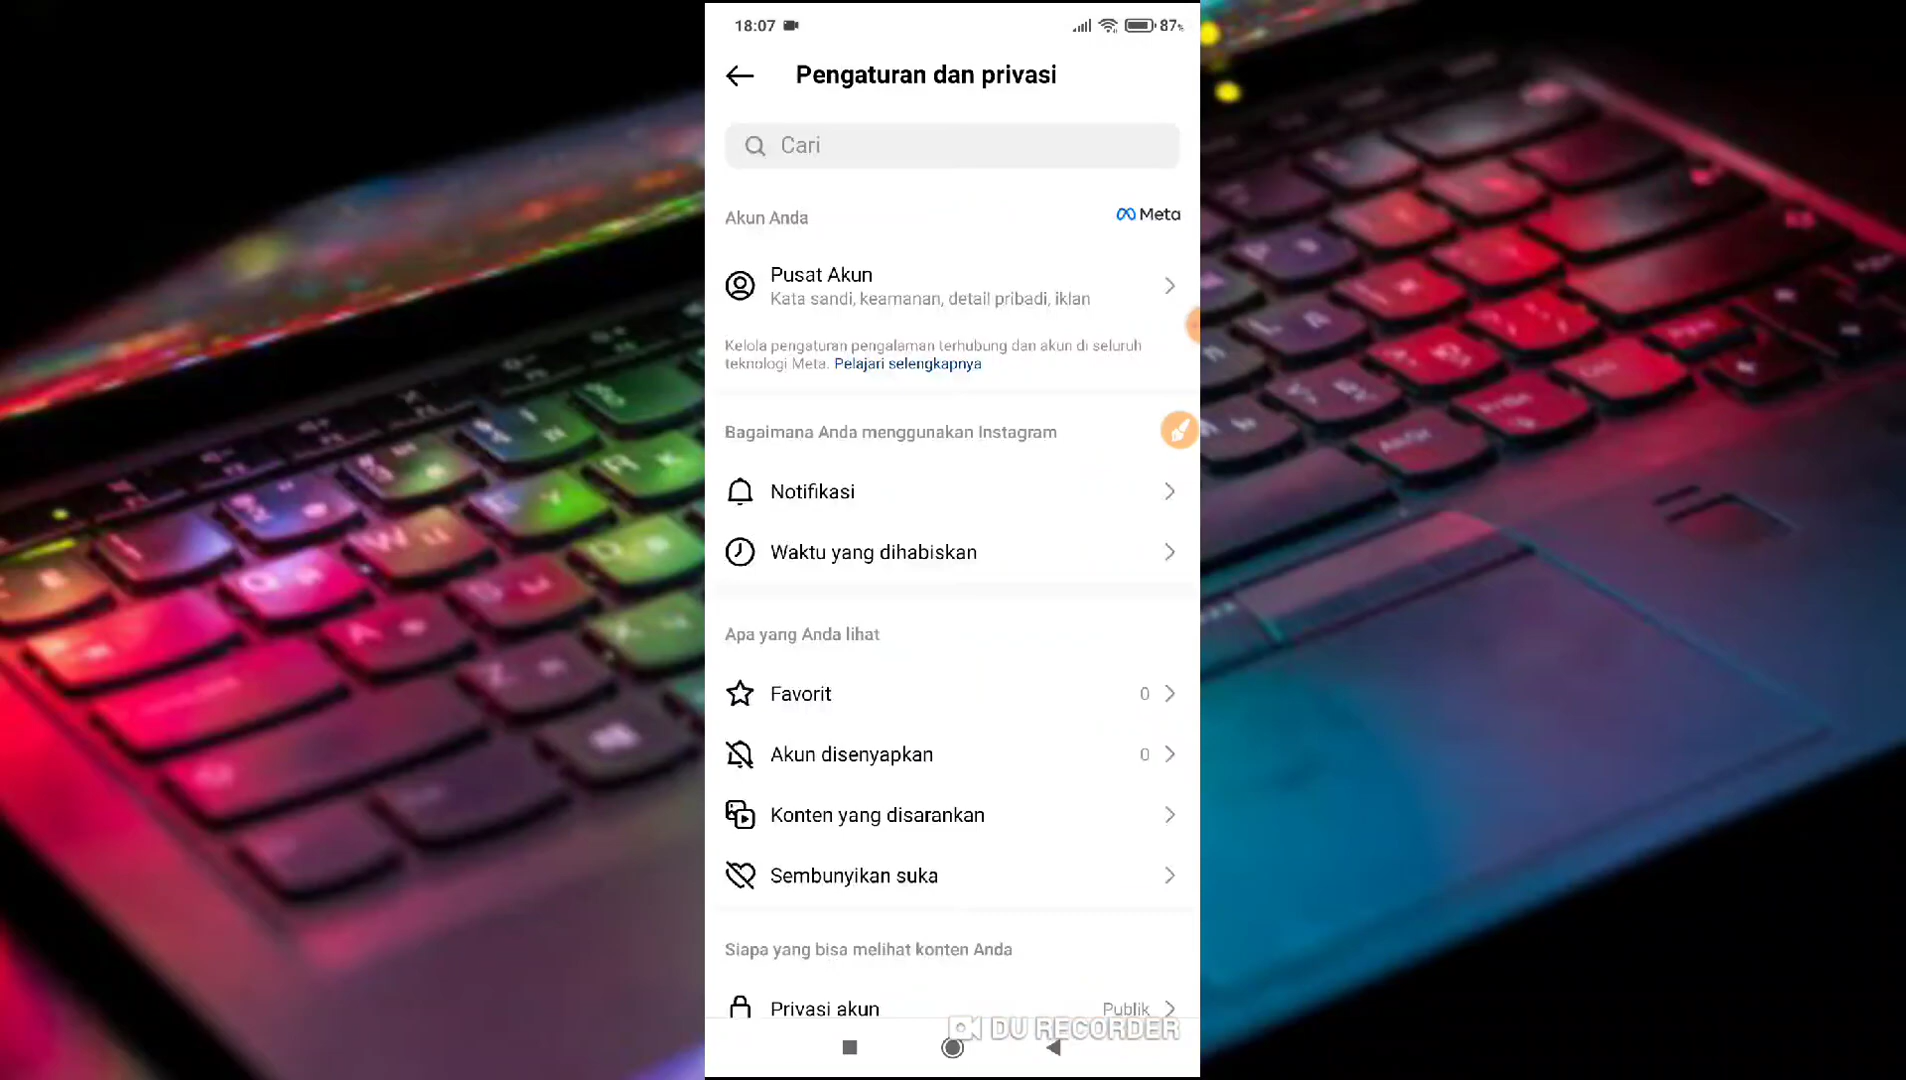 18:07
87%
Pengaturan dan privasi
Cari
Akun Anda
Meta
Pusat Akun
Kata sandi, keamanan, detail pribadi, iklan
Kelola pengaturan pengalaman terhubung dan akun di seluruh
teknologi Meta. Pelajari selengkapnya
Bagaimana Anda menggunakan Instagram
Notifikasi
Waktu yang dihabiskan
Apa yang Anda lihat
Favorit 0
Akun disenyapkan 0
Konten yang disarankan
Sembunyikan suka
Siapa yang bisa melihat konten Anda
Privasi akun Publik
DU RECORDER